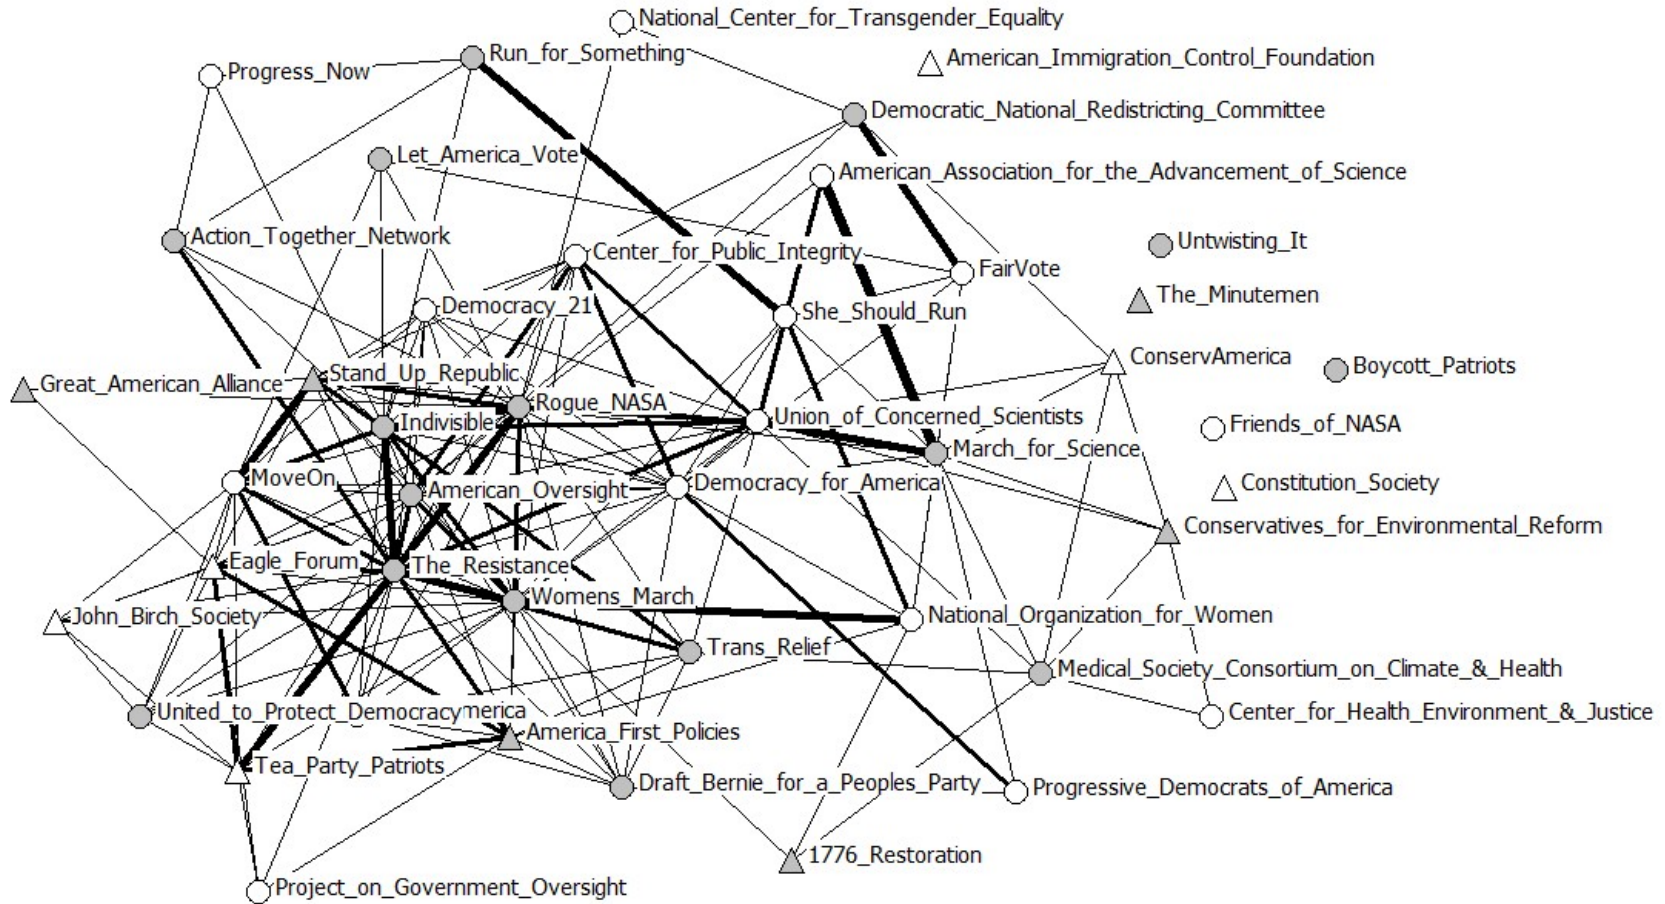 National_Center_for_Transgender_Equality
Run_for_Something
American_Immigration_Control_Foundation
Progress_Now
Democratic_National_Redistricting_Committee
Let_America_Vote
American_Association_for_the_Advancement_of_Science
Action_Together_Network
Untwisting_It
Center_for_Public_Integrity
FairVote
The_Minutemen
Democracy_21
She_Should_Run
ConservAmerica
Boycott_Patriots
Stand_Up_Republic
Great_American_Alliance
Rogue_NASA
Union_of_Concerned_Scientists
Indivisible
Friends_of_NASA
March_for_Science
MoveOn
American_Oversight
Democracy_for_America
Constitution_Society
Conservatives_for_Environmental_Reform
Eagle_Forum
The_Resistance
Womens_March
John_Birch_Society
National_Organization_for_Women
Trans_Relief
Medical_Society_Consortium_on_Climate_&_Health
United_to_Protect_Democracy
merica
Center_for_Health_Environment_&_Justice
America_First_Policies
Tea_Party_Patriots
Draft_Bernie_for_a_Peoples_Party
Progressive_Democrats_of_America
1776_Restoration
Project_on_Government_Oversight